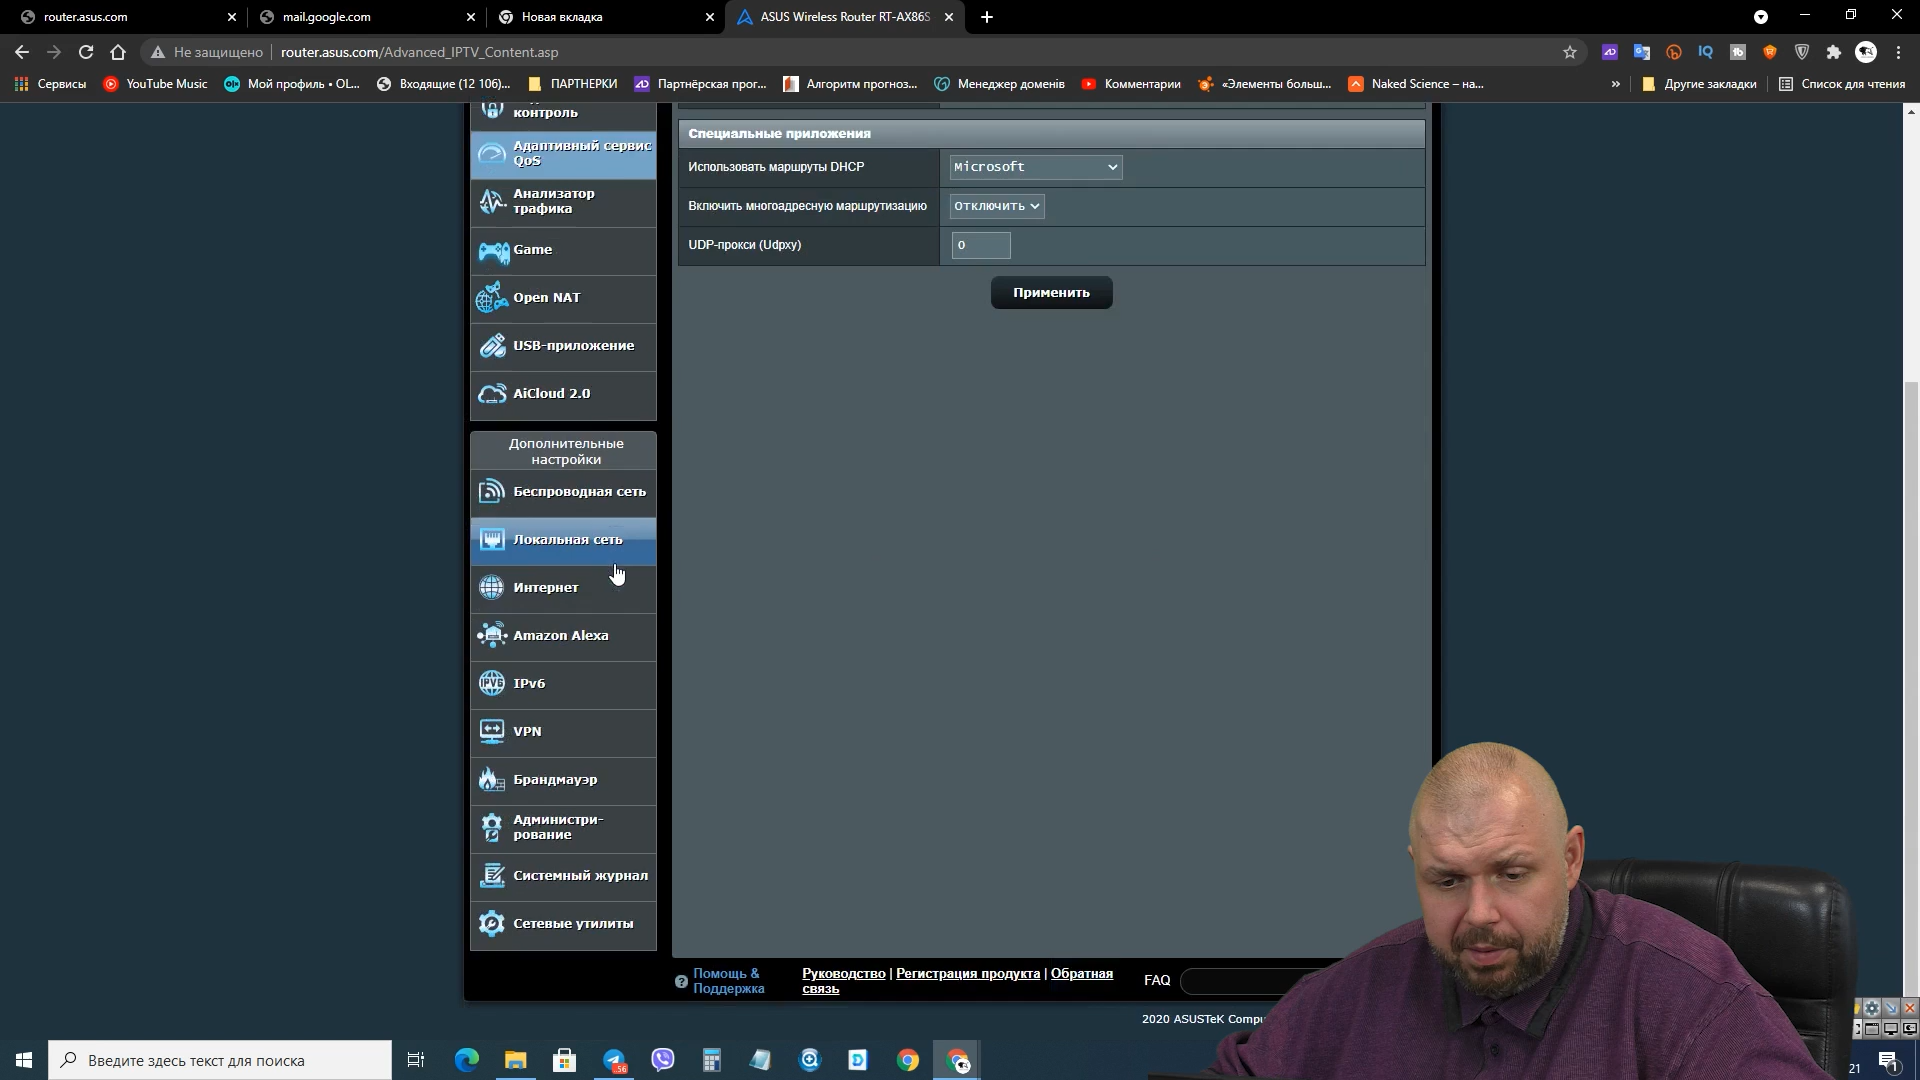 router.asus.com
mail.google.com
Новая вкладка
ASUS Wireless Router RT-AX86S
Не защищено
router.asus.com/Advanced_IPTV_Content.asp
Сервисы
YouTube Music
Мой профиль • OL...
Входящие (12 106)...
ПАРТНЕРКИ
Партнёрская прог...
Алгоритм прогноз...
Менеджер доменів
Комментарии
«Элементы больш...
Naked Science – на...
»
Другие закладки
Список для чтения
контроль
Адаптивный сервис
QoS
Анализатор
трафика
Game
Open NAT
USB-приложение
AiCloud 2.0
Дополнительные
настройки
Беспроводная сеть
Локальная сеть
Интернет
Amazon Alexa
IPv6
VPN
Брандмауэр
Администри-
рование
Системный журнал
Сетевые утилиты
Специальные приложения
Использовать маршруты DHCP
Microsoft
Включить многоадресную маршрутизацию
Отключить
UDP-прокси (Udpxy)
0
Применить
Помощь &
Поддержка
Руководство | Регистрация продукта | Обратная
связь
FAQ
2020 ASUSTeK
Введите здесь текст для поиска
56
21
1